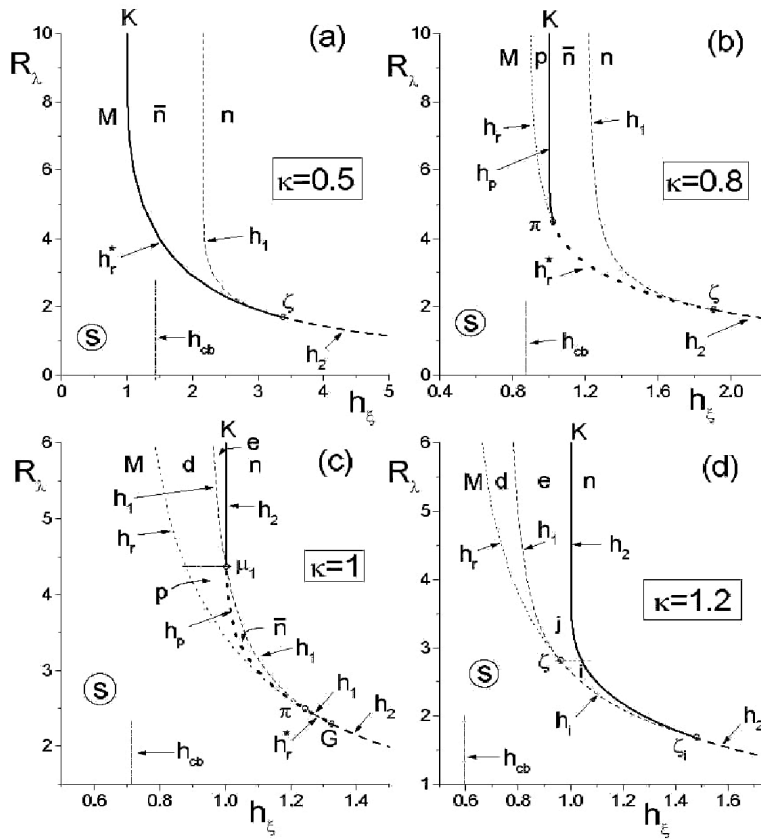 K
(a)
R_λ
10
8
6
4
2
0
M
n̄
n
κ=0.5
h_r*
h_1
ζ
S
h_cb
h_2
0
1
2
3
4
5
h_ξ
K
(b)
R_λ
10
8
6
4
2
0
M
p
n̄
n
h_r
h_1
h_p
κ=0.8
π
h_r*
ζ
S
h_cb
h_2
0.4
0.8
1.2
1.6
2.0
h_ξ
K
e
(c)
R_λ
6
5
4
3
2
M
d
n
h_1
h_2
h_r
κ=1
μ_1
p
h_p
n̄
h_1
S
π
h_1
h_r*
G
h_2
h_cb
0.6
0.8
1.0
1.2
1.4
h_ξ
K
(d)
R_λ
6
5
4
3
2
1
M
d
e
n
h_1
h_r
h_2
κ=1.2
j
ζ
i
S
h_i
ζ_i
h_2
h_cb
0.6
0.8
1.0
1.2
1.4
1.6
h_ξ